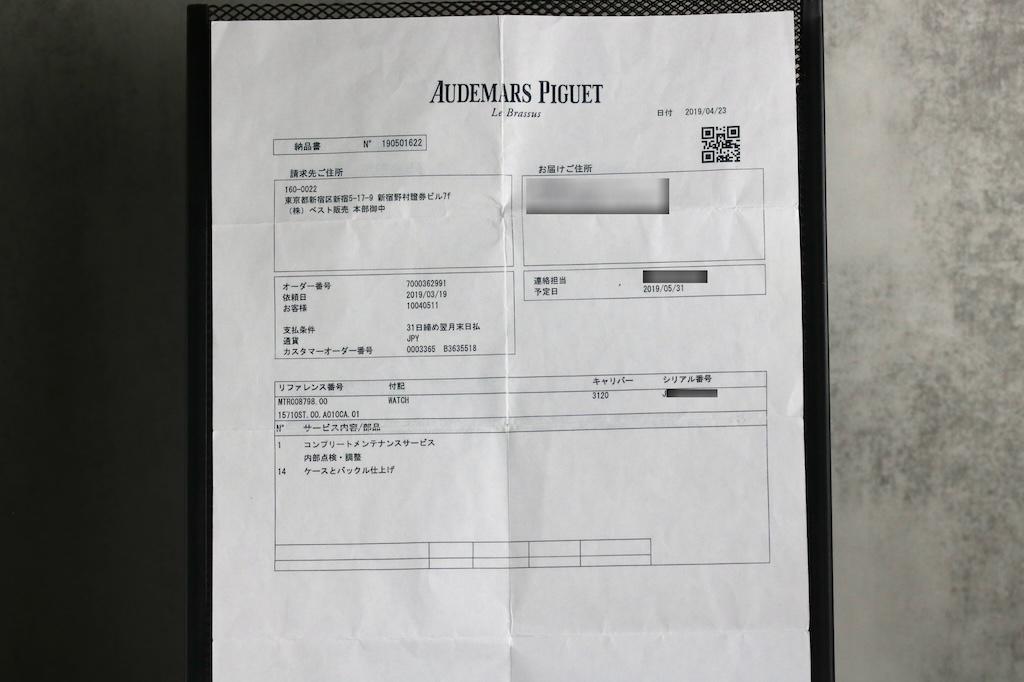 AUDEMARS PIGUET
Le Brassus
日付 2019/04/23
納品書 N° 190501622
請求先ご住所
160-0022
東京都新宿区新宿5-17-9 新宿野村證券ビル7f
(株) ベスト販売 本部御中
お届けご住所
オーダー番号 7000362991
依頼日 2019/03/19
お客様 10040511
支払条件 31日締め翌月末日払
通貨 JPY
カスタマーオーダー番号 0003365 B3635518
連絡担当
予定日 2019/05/31
リファレンス番号 付記 キャリバー シリアル番号
MTR008798.00 WATCH 3120 J
15710ST.00.A010CA.01
N° サービス内容/部品
1 コンプリートメンテナンスサービス
内部点検・調整
14 ケースとバックル仕上げ